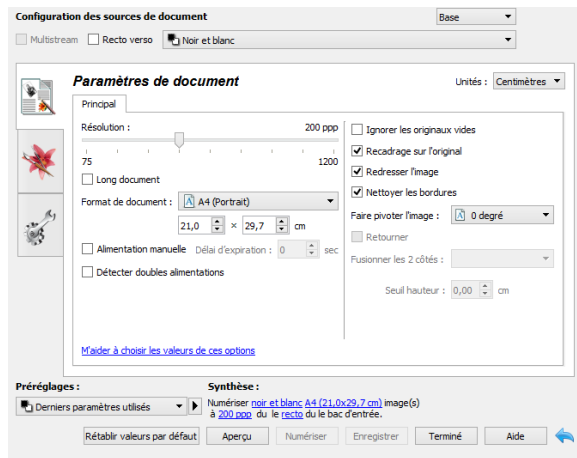 Configuration des sources de document Base
Multistream Recto verso Noir et blanc
Paramètres de document Unités : Centimètres
Principal
Résolution : 200 ppp
75 1200
Long document
Format de document : A4 (Portrait)
21,0 × 29,7 cm
Alimentation manuelle Délai d'expiration : 0 sec
Détecter doubles alimentations
Ignorer les originaux vides
Recadrage sur l'original
Redresser l'image
Nettoyer les bordures
Faire pivoter l'image : 0 degré
Retourner
Fusionner les 2 côtés :
Seuil hauteur : 0,00 cm
M'aider à choisir les valeurs de ces options
Préréglages : Synthèse :
Derniers paramètres utilisés Numériser noir et blanc A4 (21,0x29,7 cm) image(s)
à 200 ppp du le recto du le bac d'entrée.
Rétablir valeurs par défaut Aperçu Numériser Enregistrer Terminé Aide